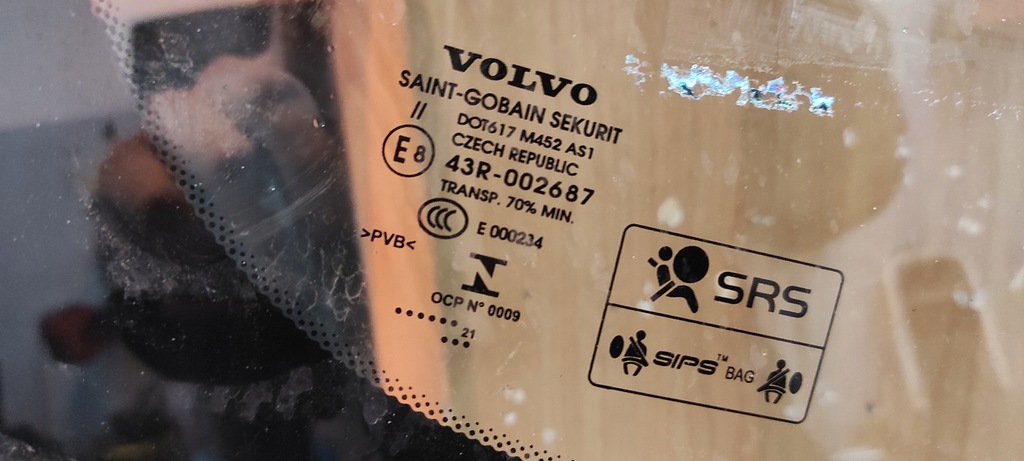 VOLVO
SAINT-GOBAIN SEKURIT
//
DOT617 M452 AS1
CZECH REPUBLIC
E8
43R-002687
TRANSP. 70% MIN.
CCC
E 000234
>PVB<
OCP N° 0009
21
SRS
SIPS™ BAG